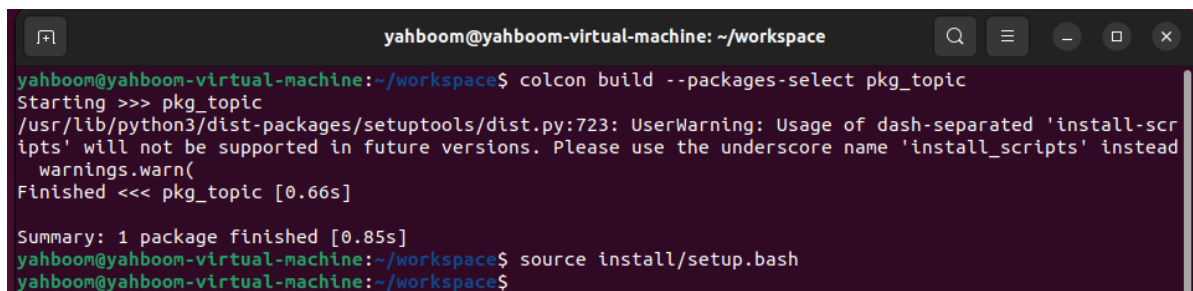 yahboom@yahboom-virtual-machine: ~/workspace
yahboom@yahboom-virtual-machine:~/workspace$ colcon build --packages-select pkg_topic
Starting >>> pkg_topic
/usr/lib/python3/dist-packages/setuptools/dist.py:723: UserWarning: Usage of dash-separated 'install-scr
ipts' will not be supported in future versions. Please use the underscore name 'install_scripts' instead
  warnings.warn(
Finished <<< pkg_topic [0.66s]

Summary: 1 package finished [0.85s]
yahboom@yahboom-virtual-machine:~/workspace$ source install/setup.bash
yahboom@yahboom-virtual-machine:~/workspace$